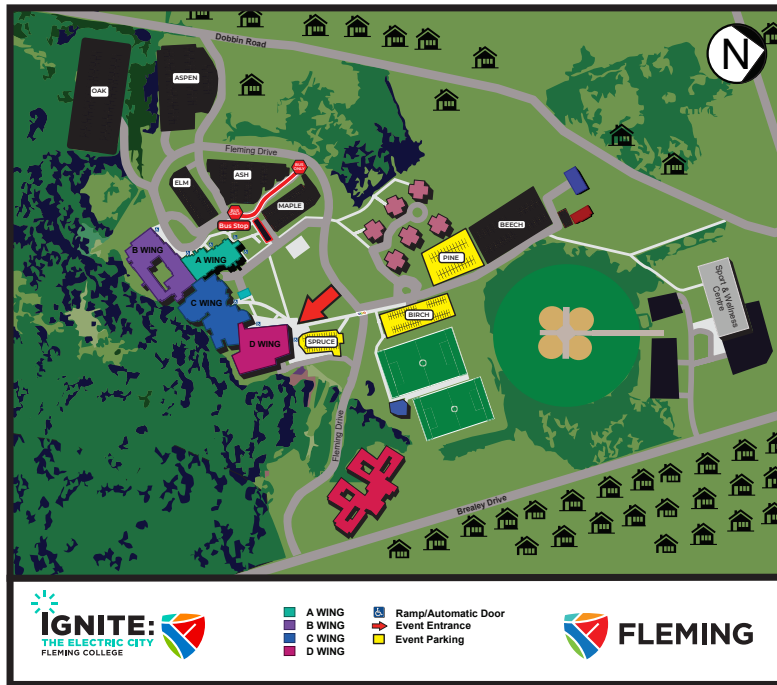 Dobbin Road
N
OAK
ASPEN
Fleming Drive
BUS
ONLY
ELM
ASH
MAPLE
BUS
ONLY
Bus Stop
BEECH
B WING
A WING
PINE
Sport & Wellness
Centre
C WING
BIRCH
D WING
SPRUCE
Fleming Drive
Brealey Drive
IGNITE:
THE ELECTRIC CITY
FLEMING COLLEGE
A WING
B WING
C WING
D WING
Ramp/Automatic Door
Event Entrance
Event Parking
FLEMING